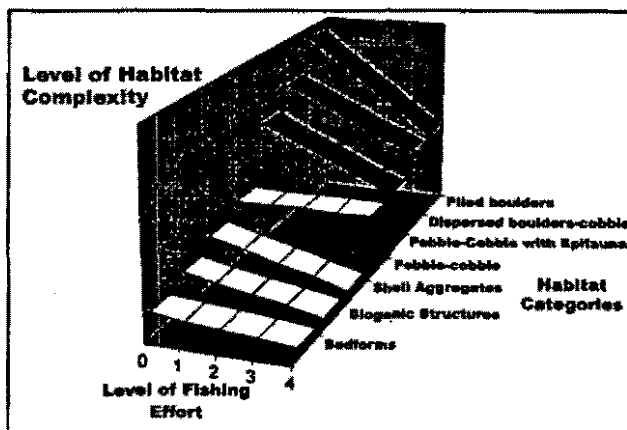 Level of Habitat
Complexity
Piled boulders
Dispersed boulders-cobble
Pebble-Cobble with Epifauna
Pebble-cobble
Shell Aggregates
Biogenic Structures
Bedforms
Habitat
Categories
0
1
2
3
4
Level of Fishing
Effort